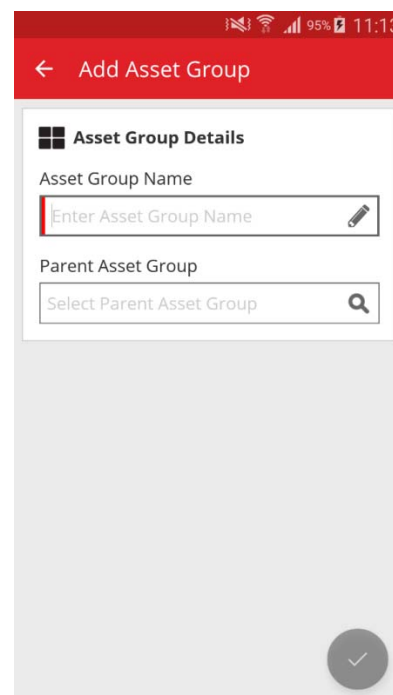 95% 11:13
Add Asset Group
Asset Group Details
Asset Group Name
Enter Asset Group Name
Parent Asset Group
Select Parent Asset Group